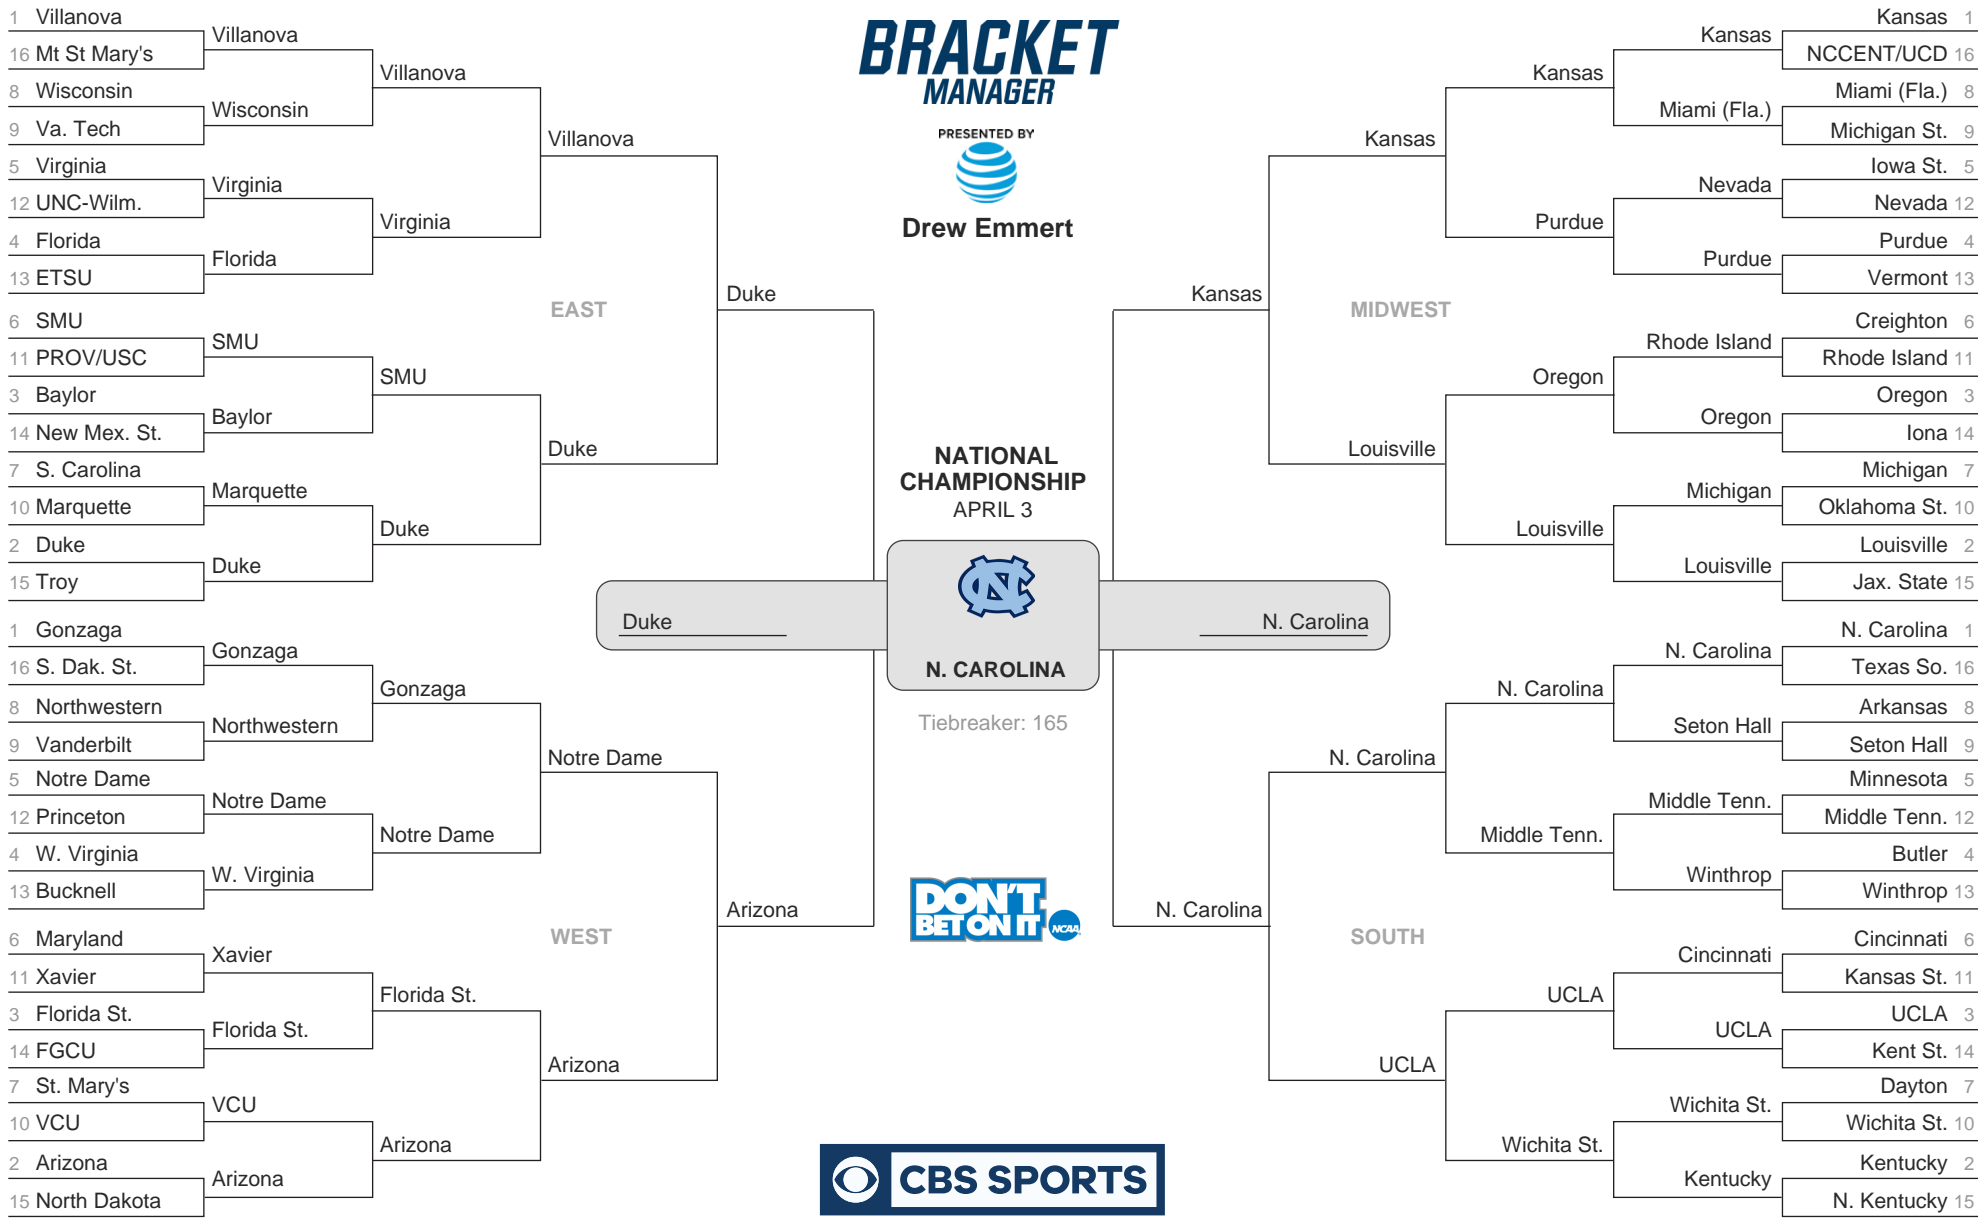 BRACKET
MANAGER
PRESENTED BY
Drew Emmert
1 Villanova
16 Mt St Mary's
8 Wisconsin
9 Va. Tech
5 Virginia
12 UNC-Wilm.
4 Florida
13 ETSU
6 SMU
11 PROV/USC
3 Baylor
14 New Mex. St.
7 S. Carolina
10 Marquette
2 Duke
15 Troy
Villanova
Wisconsin
Virginia
Florida
SMU
Baylor
Marquette
Duke
Villanova
Virginia
SMU
Duke
Villanova
Duke
EAST
Duke
1 Gonzaga
16 S. Dak. St.
8 Northwestern
9 Vanderbilt
5 Notre Dame
12 Princeton
4 W. Virginia
13 Bucknell
6 Maryland
11 Xavier
3 Florida St.
14 FGCU
7 St. Mary's
10 VCU
2 Arizona
15 North Dakota
Gonzaga
Northwestern
Notre Dame
W. Virginia
Xavier
Florida St.
VCU
Arizona
Gonzaga
Notre Dame
Florida St.
Arizona
Notre Dame
Arizona
WEST
Arizona
NATIONAL
CHAMPIONSHIP
APRIL 3
Duke
N. Carolina
NC
N. CAROLINA
Tiebreaker: 165
DON'T
BET ON IT
NCAA
CBS SPORTS
Kansas 1
NCCENT/UCD 16
Miami (Fla.) 8
Michigan St. 9
Iowa St. 5
Nevada 12
Purdue 4
Vermont 13
Creighton 6
Rhode Island 11
Oregon 3
Iona 14
Michigan 7
Oklahoma St. 10
Louisville 2
Jax. State 15
Kansas
Miami (Fla.)
Nevada
Purdue
Rhode Island
Oregon
Michigan
Louisville
Kansas
Purdue
Oregon
Louisville
Kansas
Louisville
MIDWEST
Kansas
N. Carolina 1
Texas So. 16
Arkansas 8
Seton Hall 9
Minnesota 5
Middle Tenn. 12
Butler 4
Winthrop 13
Cincinnati 6
Kansas St. 11
UCLA 3
Kent St. 14
Dayton 7
Wichita St. 10
Kentucky 2
N. Kentucky 15
N. Carolina
Seton Hall
Middle Tenn.
Winthrop
Cincinnati
UCLA
Wichita St.
Kentucky
N. Carolina
Middle Tenn.
UCLA
Wichita St.
N. Carolina
UCLA
SOUTH
N. Carolina